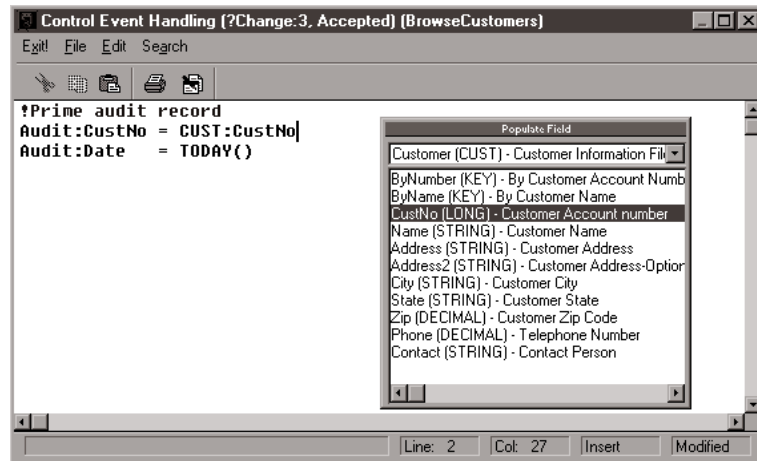 Control Event Handling (?Change:3, Accepted) (BrowseCustomers)
Exit! File Edit Search
!Prime audit record
Audit:CustNo = CUST:CustNo
Audit:Date = TODAY()
Populate Field
Customer (CUST) - Customer Information File
ByNumber (KEY) - By Customer Account Numb
ByName (KEY) - By Customer Name
CustNo (LONG) - Customer Account number
Name (STRING) - Customer Name
Address (STRING) - Customer Address
Address2 (STRING) - Customer Address-Option
City (STRING) - Customer City
State (STRING) - Customer State
Zip (DECIMAL) - Customer Zip Code
Phone (DECIMAL) - Telephone Number
Contact (STRING) - Contact Person
Line: 2 Col: 27 Insert Modified